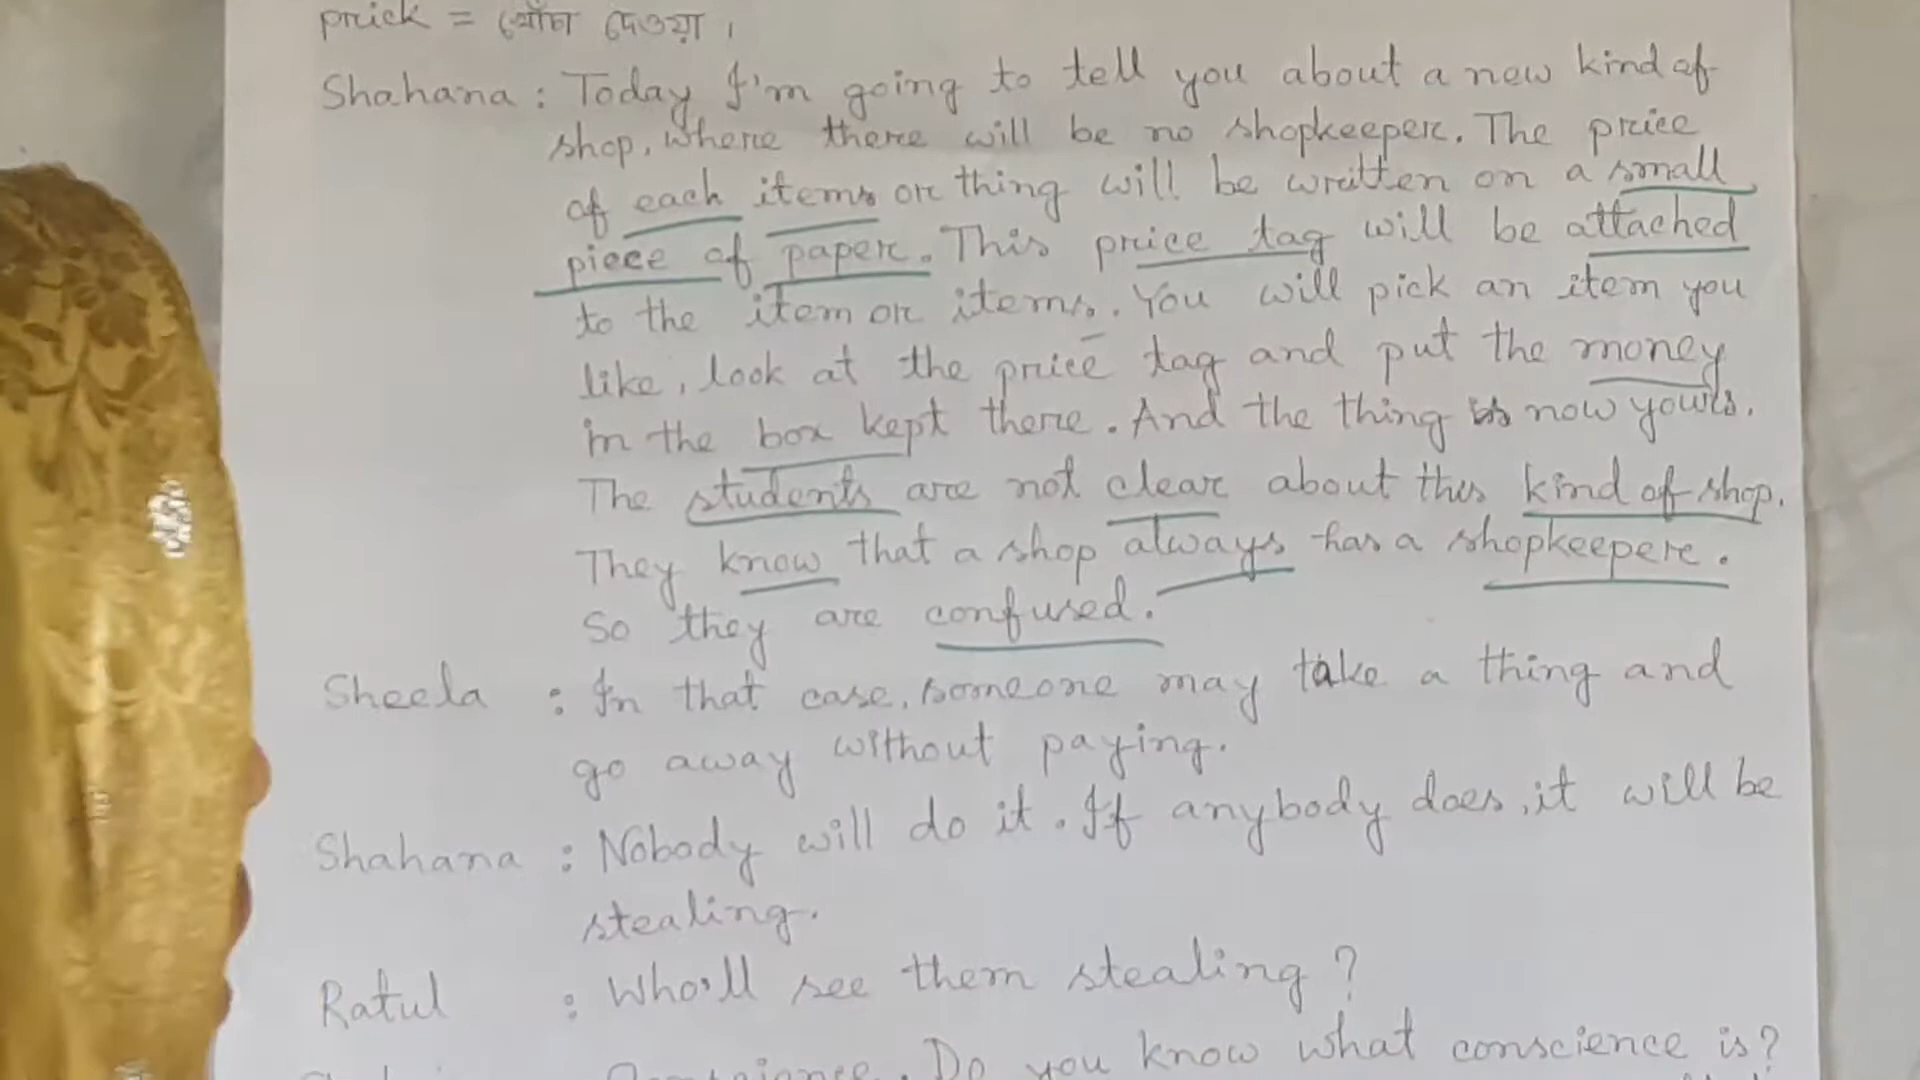 prick = খোঁচা দেওয়া।
Shahana : Today I'm going to tell you about a new kind of
shop, where there will be no shopkeeper. The price
of each items or thing will be written on a small
piece of paper. This price tag will be attached
to the item or items. You will pick an item you
like, look at the price tag and put the money
in the box kept there. And the thing is now yours.
The students are not clear about this kind of shop.
They know that a shop always has a shopkeepere.
So they are confused.
Sheela : In that case, someone may take a thing and
go away without paying.
Shahana : Nobody will do it. If anybody does, it will be
stealing.
Ratul : Who'll see them stealing?
Conscience. Do you know what conscience is?